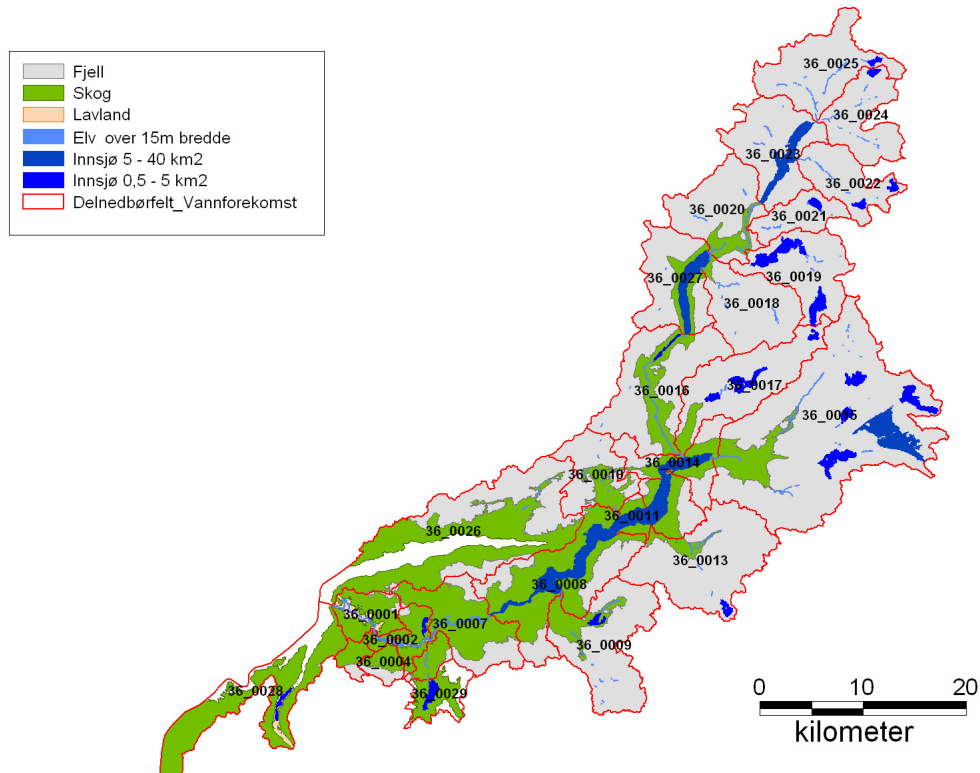 Fjell
Skog
Lavland
Elv over 15m bredde
Innsjø 5 - 40 km2
Innsjø 0,5 - 5 km2
Delnedbørfelt_Vannforekomst
36_0025
36_0024
36_0023
36_0022
36_0020
36_0021
36_0027
36_0019
36_0018
36_0017
36_0016
36_0015
36_0014
36_0010
36_0011
36_0026
36_0013
36_0008
36_0001
36_0007
36_0002
36_0009
36_0004
36_0028
36_0029
0 10 20
kilometer